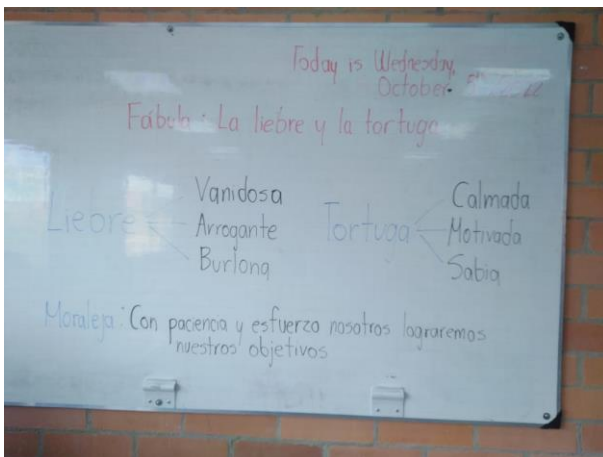 Today is Wednesday,
October
Fábula: La liebre y la tortuga
Liebre
Vanidosa
Arrogante
Burlona
Tortuga
Calmada
Motivada
Sabia
Moraleja: Con paciencia y esfuerzo nosotros lograremos
nuestros objetivos